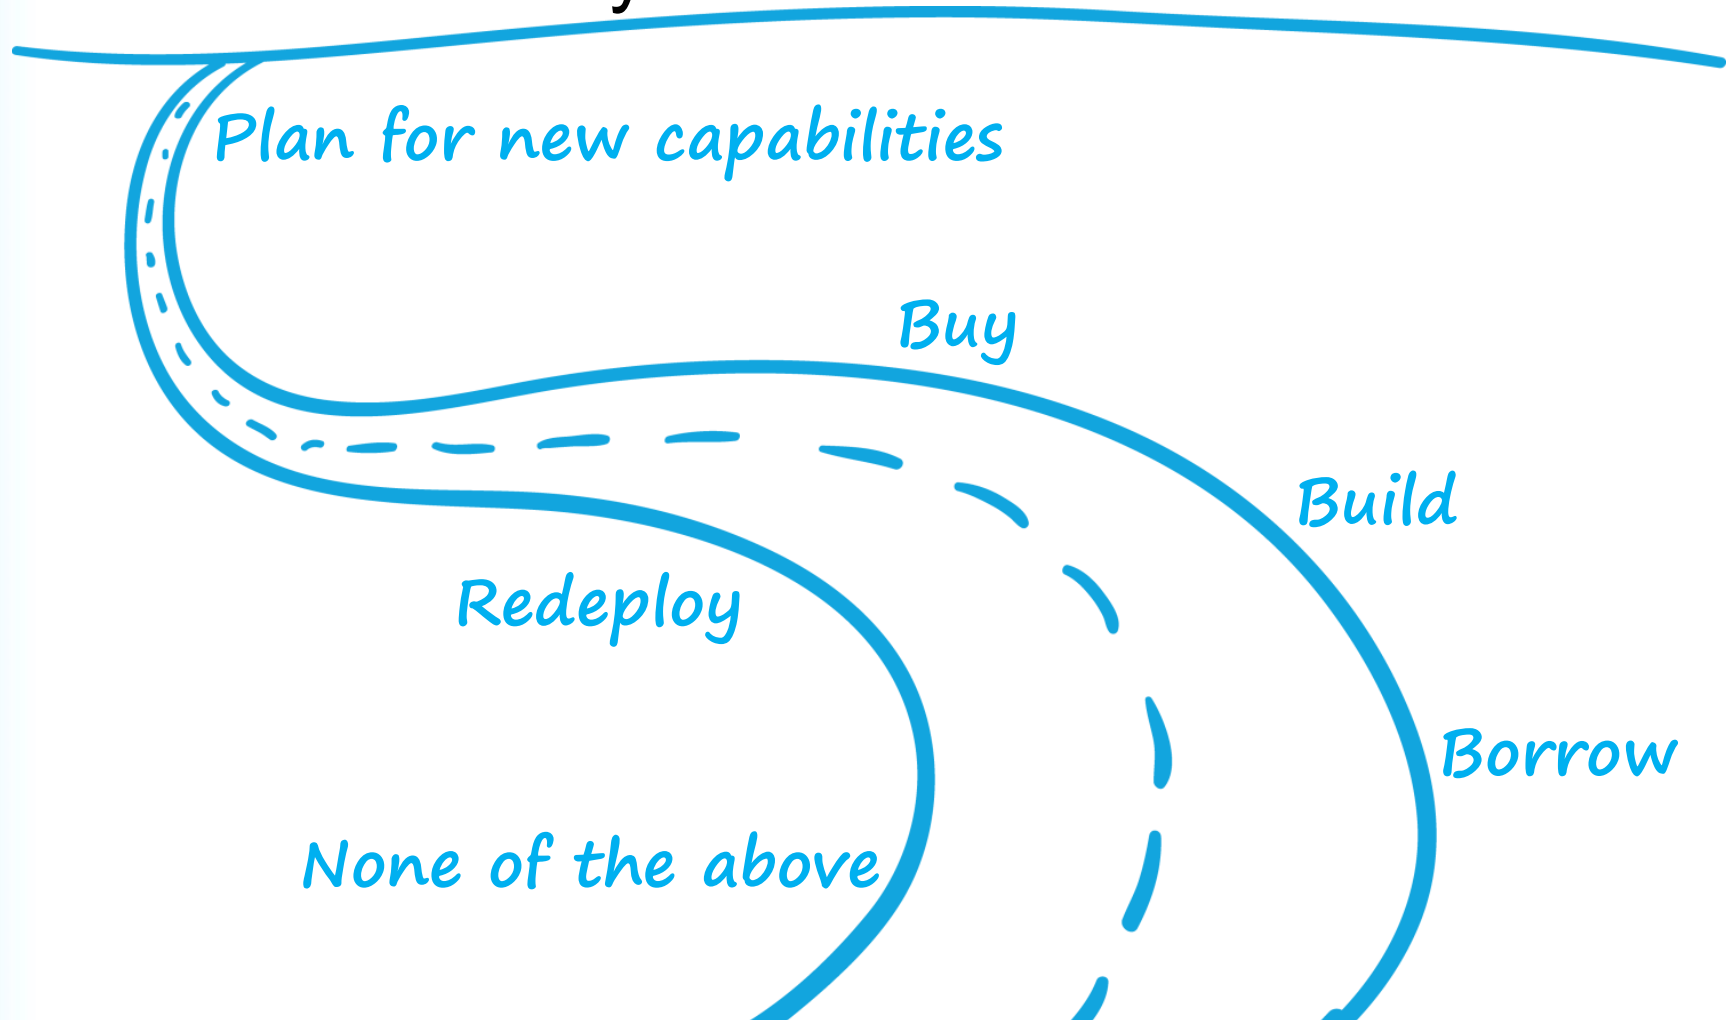 Plan for new capabilities
Buy
Build
Redeploy
Borrow
None of the above